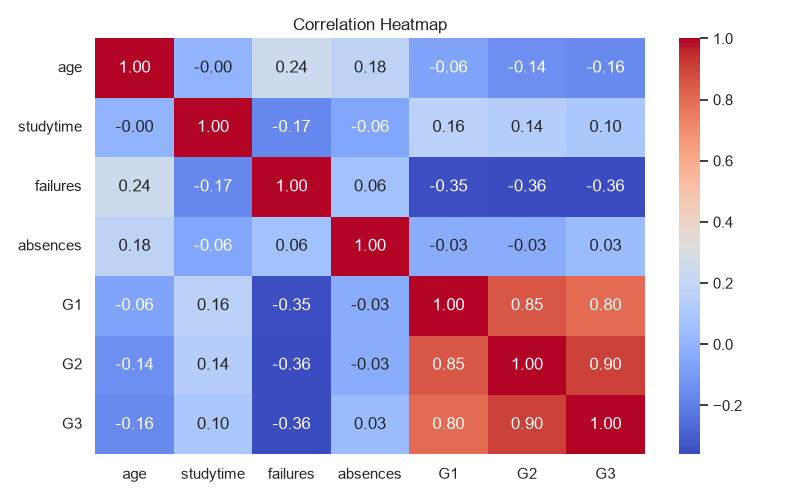 Correlation Heatmap
age 1.00 -0.00 0.24 0.18 -0.06 -0.14 -0.16
studytime -0.00 1.00 -0.17 -0.06 0.16 0.14 0.10
failures 0.24 -0.17 1.00 0.06 -0.35 -0.36 -0.36
absences 0.18 -0.06 0.06 1.00 -0.03 -0.03 0.03
G1 -0.06 0.16 -0.35 -0.03 1.00 0.85 0.80
G2 -0.14 0.14 -0.36 -0.03 0.85 1.00 0.90
G3 -0.16 0.10 -0.36 0.03 0.80 0.90 1.00
age studytime failures absences G1 G2 G3
1.0
0.8
0.6
0.4
0.2
0.0
−0.2